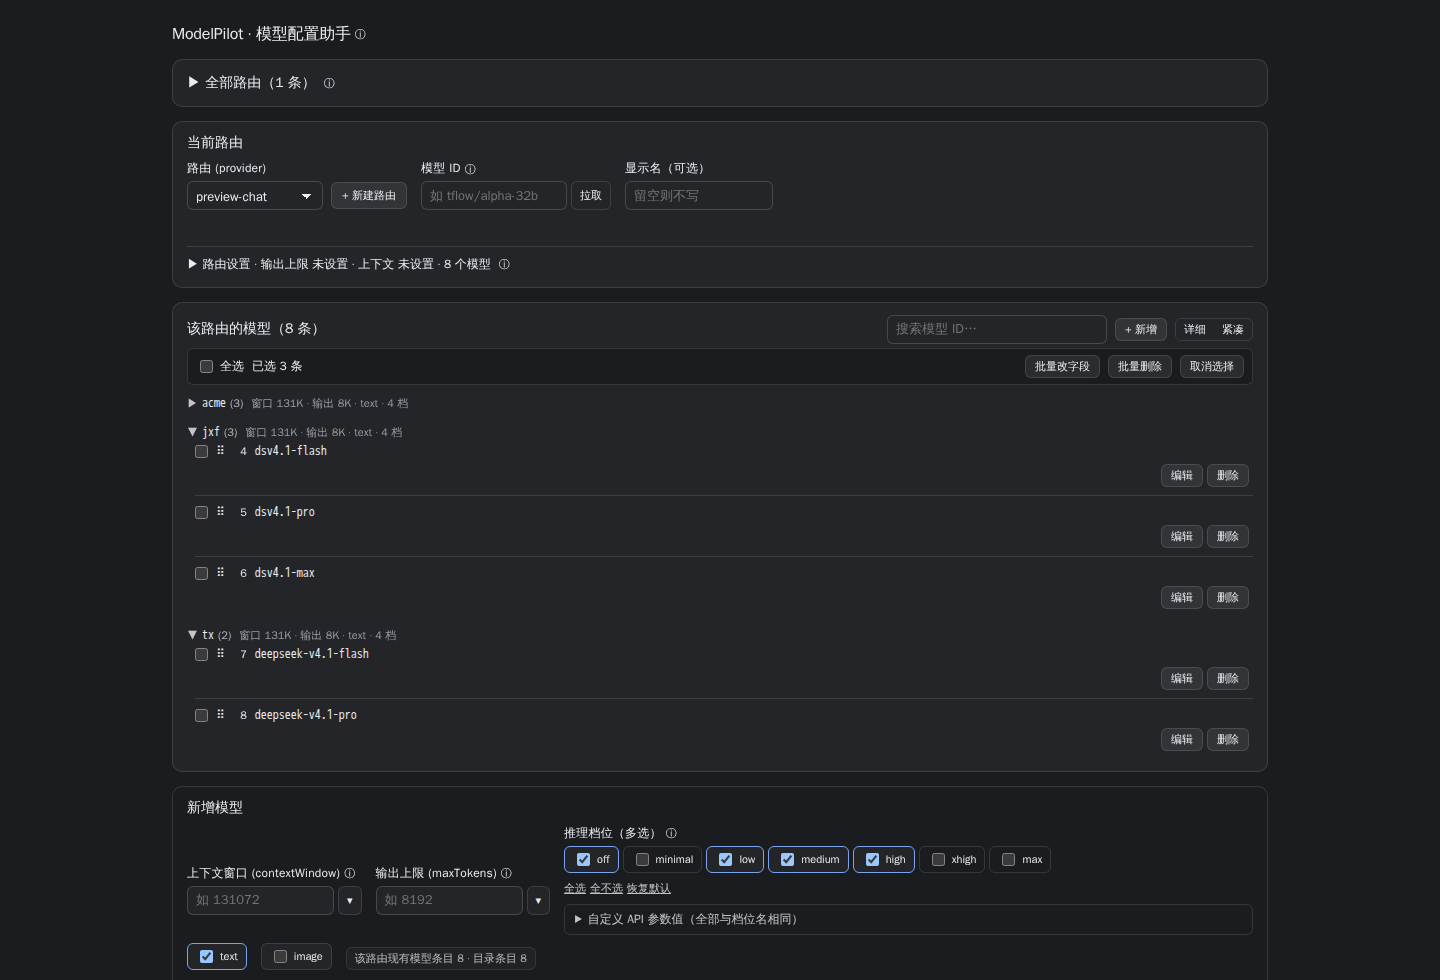 ModelPilot · 模型配置助手 ⓘ
▶ 全部路由（1 条） ⓘ
当前路由
路由 (provider)
模型 ID ⓘ
显示名（可选）
preview-chat
+ 新建路由
如 tflow/alpha-32b
拉取
留空则不写
▶ 路由设置 · 输出上限 未设置 · 上下文 未设置 · 8 个模型 ⓘ
该路由的模型（8 条）
搜索模型 ID…
+ 新增
详细
紧凑
全选 已选 3 条
批量改字段
批量删除
取消选择
▶ acme (3) 窗口 131K · 输出 8K · text · 4 档
▼ jxf (3) 窗口 131K · 输出 8K · text · 4 档
⠿ 4 dsv4.1-flash
编辑 删除
⠿ 5 dsv4.1-pro
编辑 删除
⠿ 6 dsv4.1-max
编辑 删除
▼ tx (2) 窗口 131K · 输出 8K · text · 4 档
⠿ 7 deepseek-v4.1-flash
编辑 删除
⠿ 8 deepseek-v4.1-pro
编辑 删除
新增模型
推理档位（多选） ⓘ
off minimal low medium high xhigh max
上下文窗口 (contextWindow) ⓘ
输出上限 (maxTokens) ⓘ
全选 全不选 恢复默认
如 131072 ▼
如 8192 ▼
▶ 自定义 API 参数值（全部与档位名相同）
text
image
该路由现有模型条目 8 · 目录条目 8